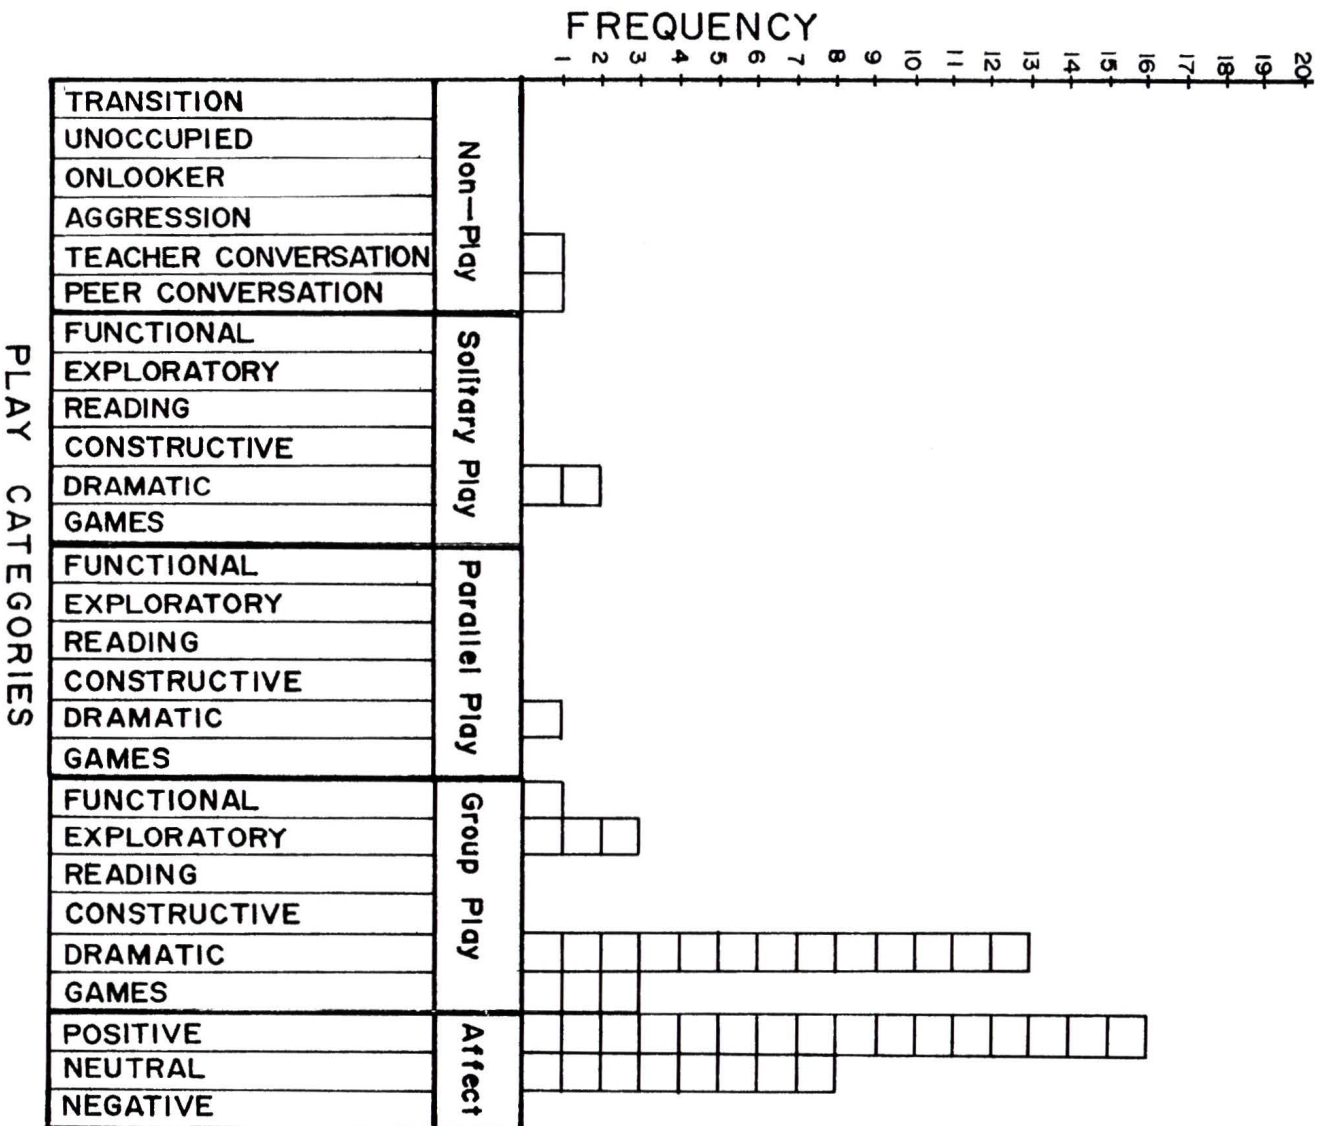 FREQUENCY
1 2 3 4 5 6 7 8 9 10 11 12 13 14 15 16 17 18 19 20
PLAY CATEGORIES
Non-Play
TRANSITION
UNOCCUPIED
ONLOOKER
AGGRESSION
TEACHER CONVERSATION
PEER CONVERSATION
Solitary Play
FUNCTIONAL
EXPLORATORY
READING
CONSTRUCTIVE
DRAMATIC
GAMES
Parallel Play
FUNCTIONAL
EXPLORATORY
READING
CONSTRUCTIVE
DRAMATIC
GAMES
Group Play
FUNCTIONAL
EXPLORATORY
READING
CONSTRUCTIVE
DRAMATIC
GAMES
Affect
POSITIVE
NEUTRAL
NEGATIVE